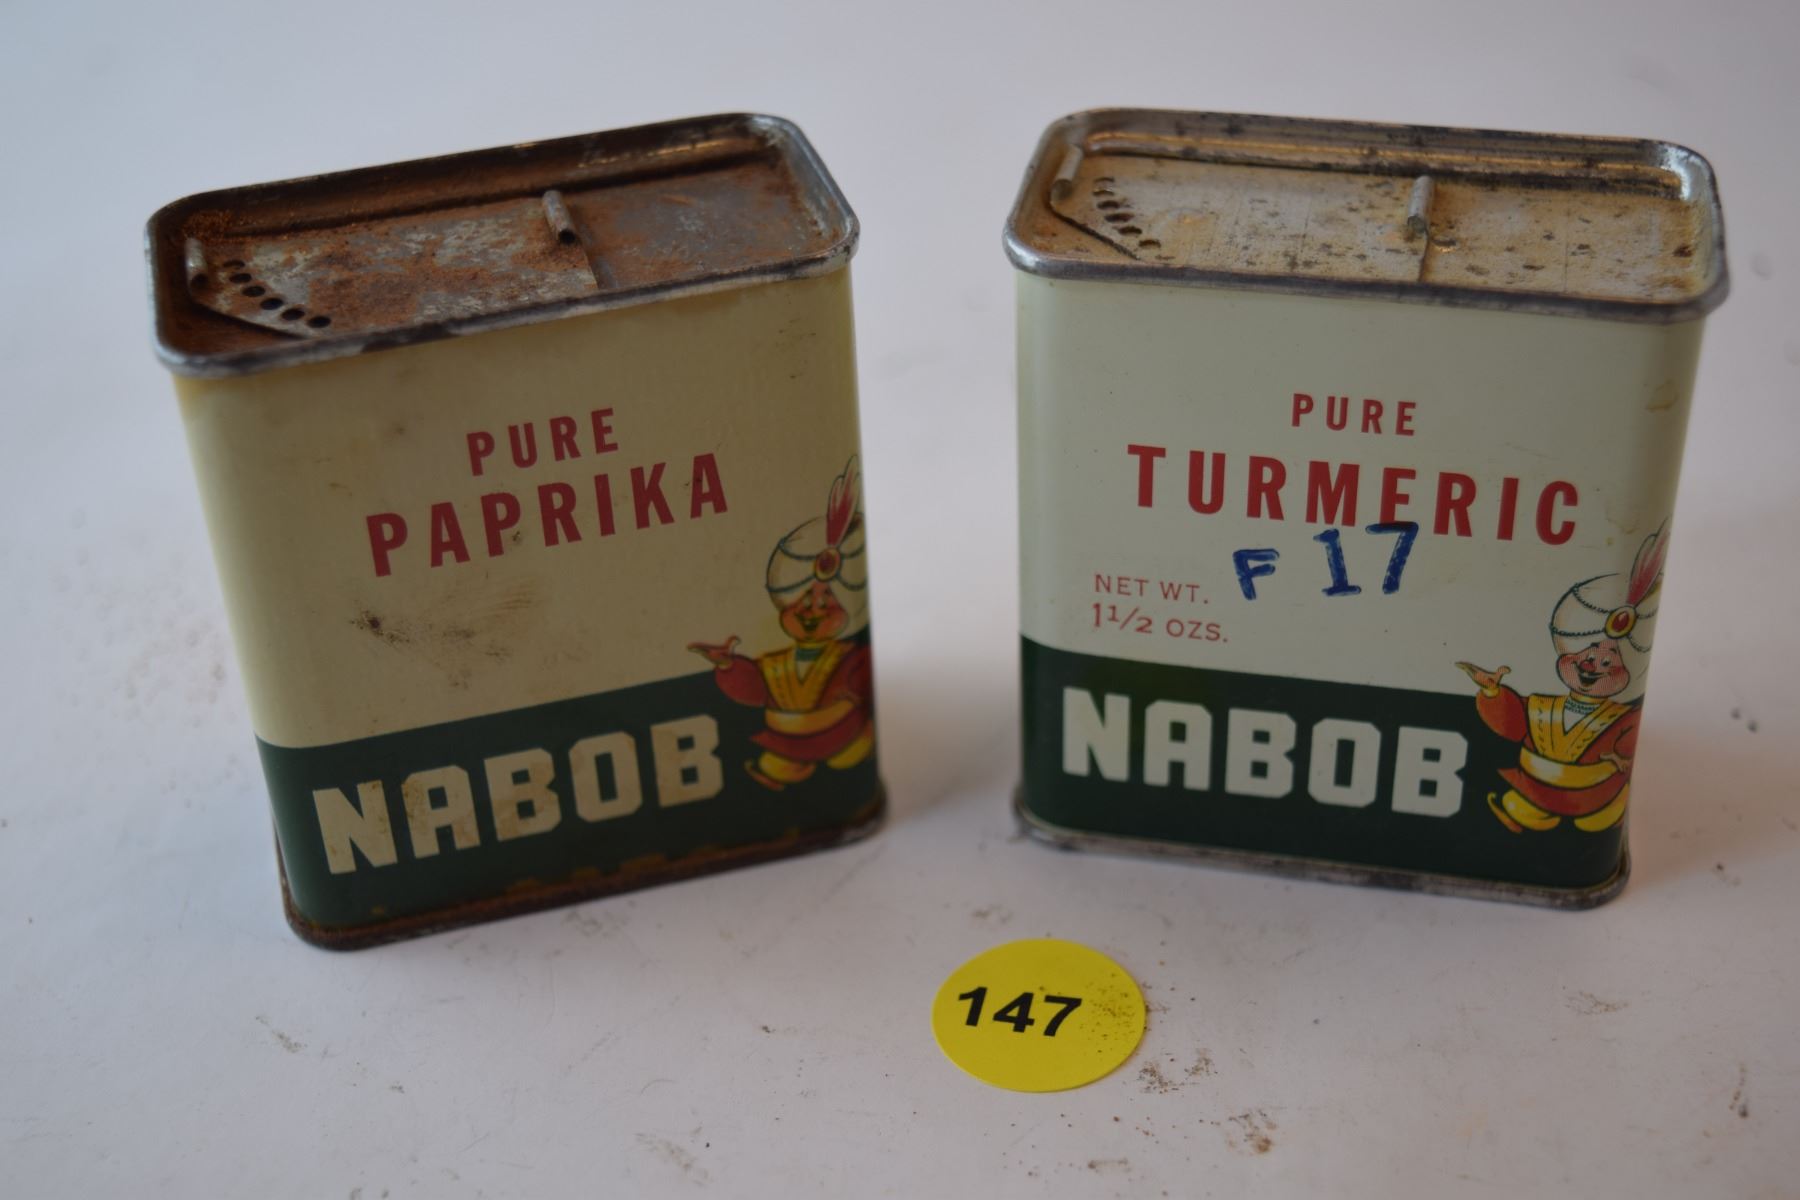 PURE
PAPRIKA
NABOB
PURE
TURMERIC
F 17
NET WT.
1 1/2 OZS.
NABOB
147